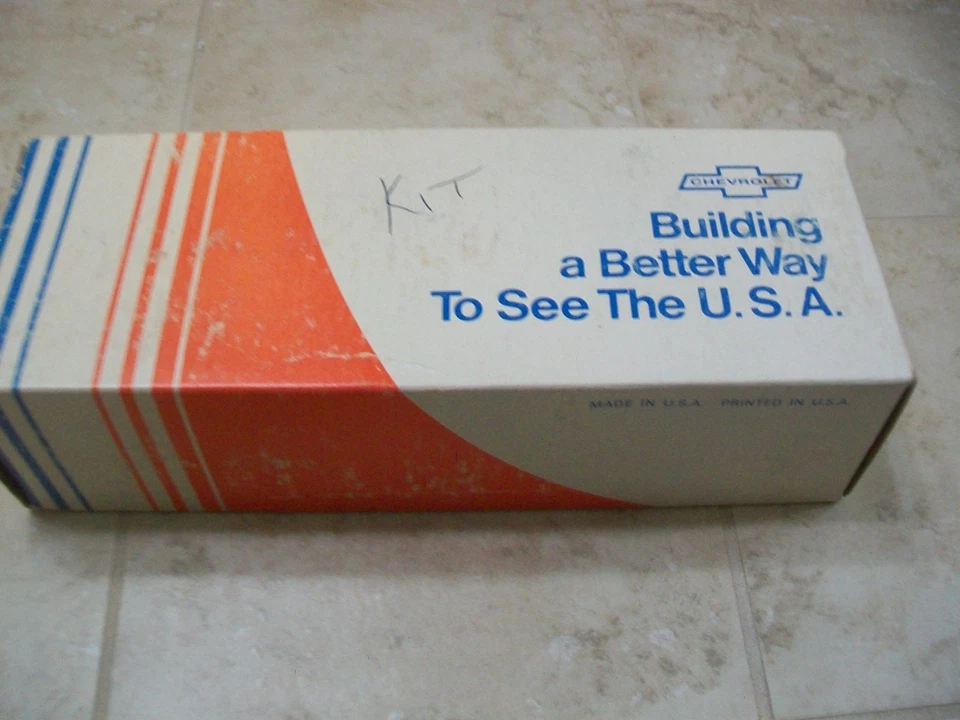 KIT
CHEVROLET
Building
a Better Way
To See The U.S.A.
MADE IN U.S.A. PRINTED IN U.S.A.